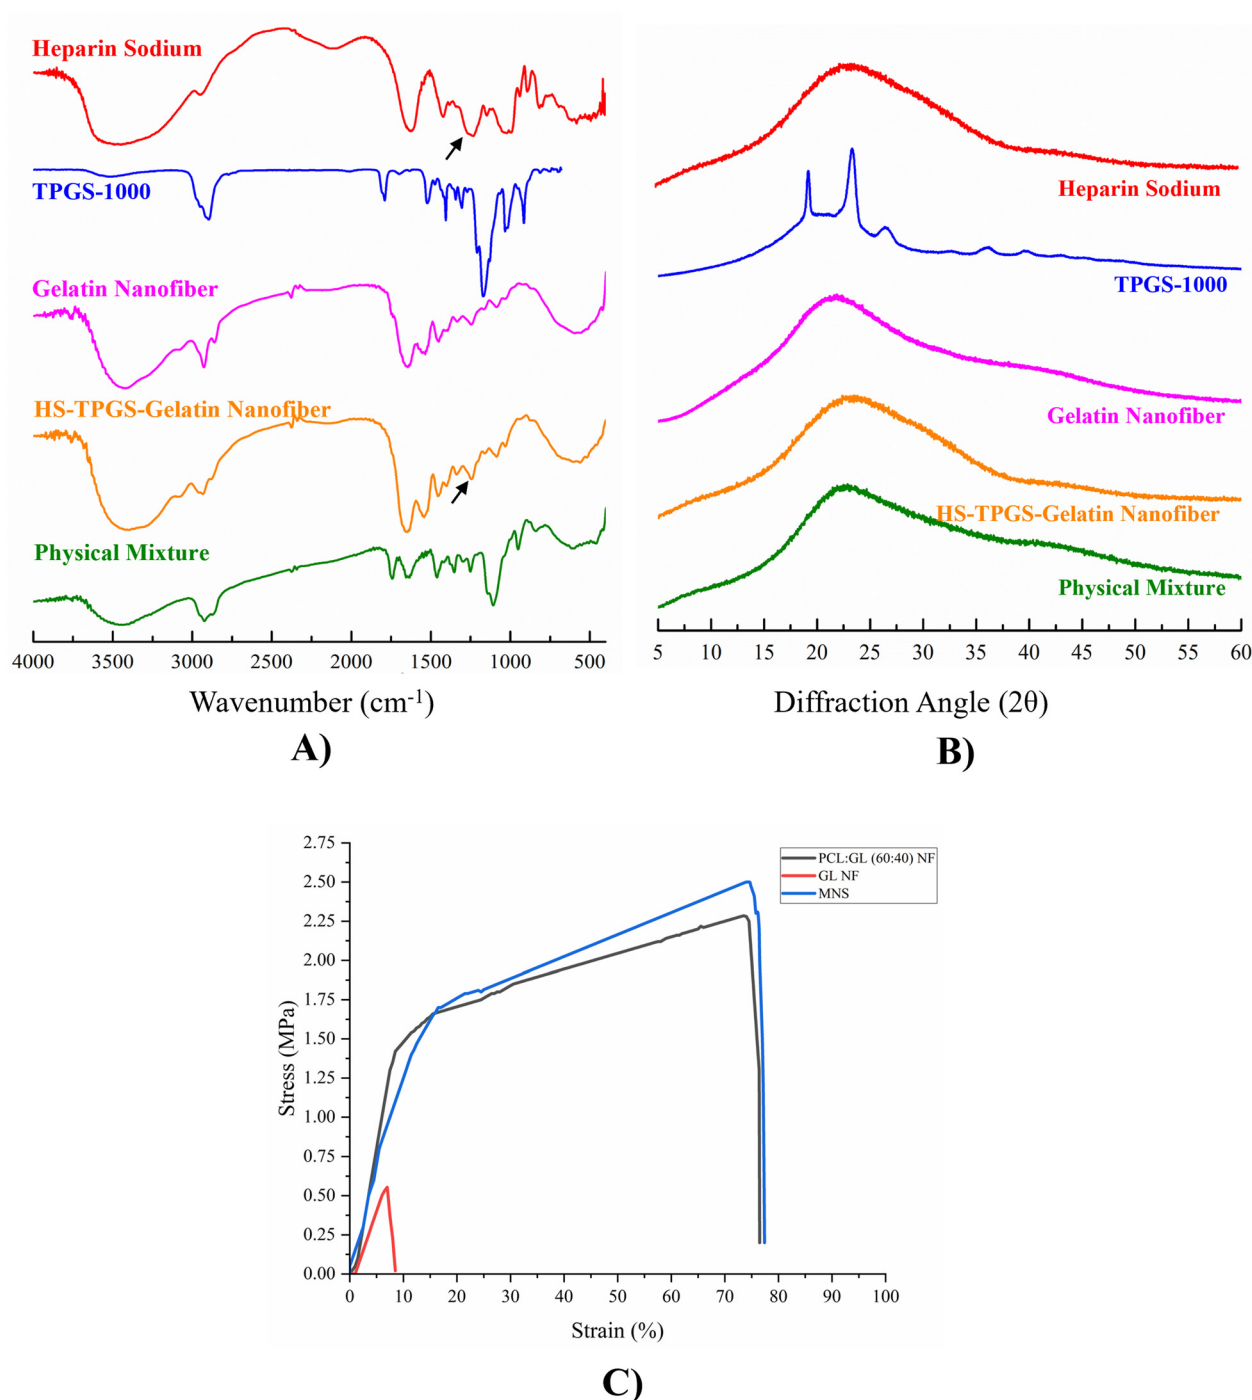 Heparin Sodium
TPGS-1000
Gelatin Nanofiber
HS-TPGS-Gelatin Nanofiber
Physical Mixture
4000 3500 3000 2500 2000 1500 1000 500
Wavenumber (cm-1)
A)
Heparin Sodium
TPGS-1000
Gelatin Nanofiber
HS-TPGS-Gelatin Nanofiber
Physical Mixture
5 10 15 20 25 30 35 40 45 50 55 60
Diffraction Angle (2θ)
B)
2.75
2.50
2.25
2.00
1.75
1.50
1.25
1.00
0.75
0.50
0.25
0.00
Stress (MPa)
PCL:GL (60:40) NF
GL NF
MNS
0 10 20 30 40 50 60 70 80 90 100
Strain (%)
C)